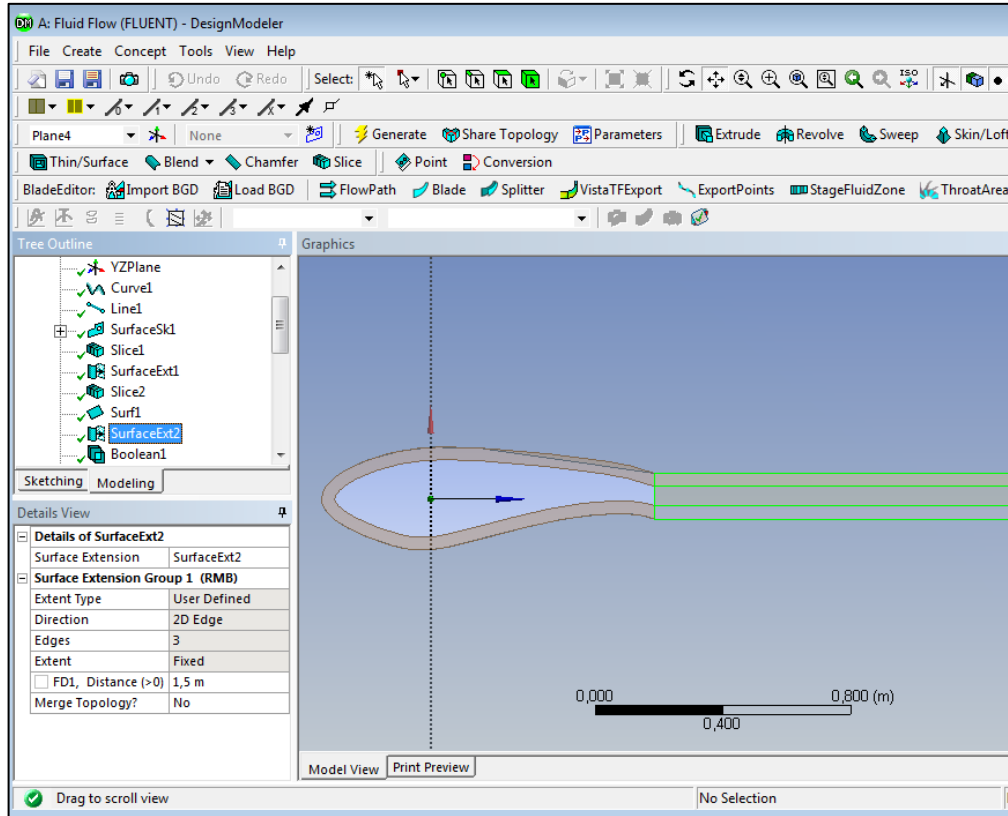 DM A: Fluid Flow (FLUENT) - DesignModeler
File Create Concept Tools View Help
Undo Redo Select: ISO
Plane4 None Generate Share Topology Parameters Extrude Revolve Sweep Skin/Loft
Thin/Surface Blend Chamfer Slice Point Conversion
BladeEditor: Import BGD Load BGD FlowPath Blade Splitter VistaTFExport ExportPoints StageFluidZone ThroatArea
Tree Outline
YZPlane
Curve1
Line1
SurfaceSk1
Slice1
SurfaceExt1
Slice2
Surf1
SurfaceExt2
Boolean1
Sketching Modeling
Details View
Details of SurfaceExt2
Surface Extension SurfaceExt2
Surface Extension Group 1 (RMB)
Extent Type User Defined
Direction 2D Edge
Edges 3
Extent Fixed
FD1, Distance (>0) 1,5 m
Merge Topology? No
Graphics
0,000 0,800 (m)
0,400
Model View Print Preview
Drag to scroll view No Selection